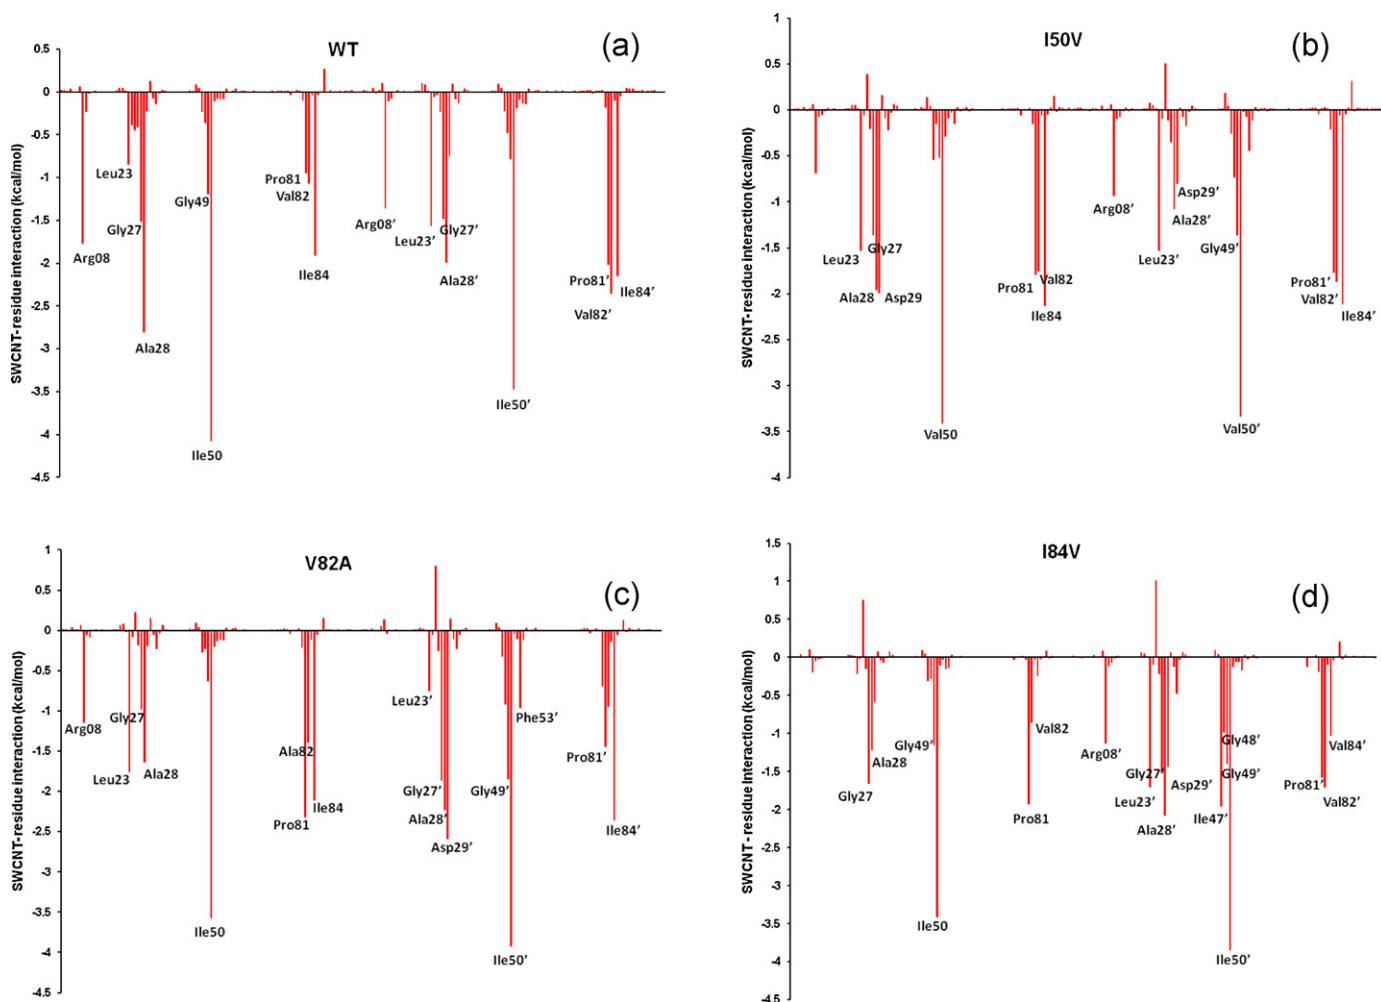 WT
(a)
SWCNT-residue interaction (kcal/mol)
0.5
0
-0.5
-1
-1.5
-2
-2.5
-3
-3.5
-4
-4.5
Arg08
Leu23
Gly27
Ala28
Gly49
Ile50
Pro81
Val82
Ile84
Arg08’
Leu23’
Gly27’
Ala28’
Ile50’
Pro81’
Val82’
Ile84’
I50V
(b)
SWCNT-residue interaction (kcal/mol)
1
0.5
0
-0.5
-1
-1.5
-2
-2.5
-3
-3.5
-4
Leu23
Gly27
Ala28
Asp29
Val50
Pro81
Val82
Ile84
Arg08’
Leu23’
Asp29’
Ala28’
Gly49’
Val50’
Pro81’
Val82’
Ile84’
V82A
(c)
SWCNT - residue interaction (kcal/mol)
1
0.5
0
-0.5
-1
-1.5
-2
-2.5
-3
-3.5
-4
-4.5
Arg08
Leu23
Gly27
Ala28
Ile50
Ala82
Pro81
Ile84
Leu23’
Gly27’
Ala28’
Asp29’
Gly49’
Phe53’
Ile50’
Pro81’
Ile84’
I84V
(d)
SWCNT-residue interaction (kcal/mol)
1.5
1
0.5
0
-0.5
-1
-1.5
-2
-2.5
-3
-3.5
-4
-4.5
Gly27
Ala28
Gly49’
Ile50
Pro81
Val82
Arg08’
Gly27’
Leu23’
Ala28’
Asp29’
Gly48’
Gly49’
Ile47’
Ile50’
Pro81’
Val82’
Val84’